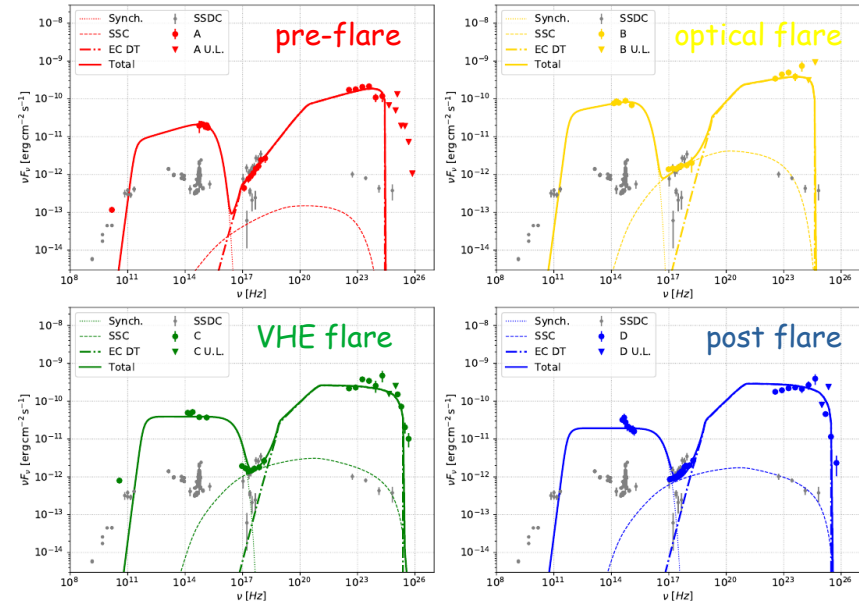 Synch.
SSC
EC DT
Total
SSDC
A
A U.L.
pre-flare
νF_ν [erg cm⁻² s⁻¹]
10⁻⁸
10⁻⁹
10⁻¹⁰
10⁻¹¹
10⁻¹²
10⁻¹³
10⁻¹⁴
10⁸ 10¹¹ 10¹⁴ 10¹⁷ 10²⁰ 10²³ 10²⁶
ν [Hz]
Synch.
SSC
EC DT
Total
SSDC
B
B U.L.
optical flare
νF_ν [erg cm⁻² s⁻¹]
10⁻⁸
10⁻⁹
10⁻¹⁰
10⁻¹¹
10⁻¹²
10⁻¹³
10⁻¹⁴
10⁸ 10¹¹ 10¹⁴ 10¹⁷ 10²⁰ 10²³ 10²⁶
ν [Hz]
Synch.
SSC
EC DT
Total
SSDC
C
C U.L.
VHE flare
νF_ν [erg cm⁻² s⁻¹]
10⁻⁸
10⁻⁹
10⁻¹⁰
10⁻¹¹
10⁻¹²
10⁻¹³
10⁻¹⁴
10⁸ 10¹¹ 10¹⁴ 10¹⁷ 10²⁰ 10²³ 10²⁶
ν [Hz]
Synch.
SSC
EC DT
Total
SSDC
D
D U.L.
post flare
νF_ν [erg cm⁻² s⁻¹]
10⁻⁸
10⁻⁹
10⁻¹⁰
10⁻¹¹
10⁻¹²
10⁻¹³
10⁻¹⁴
10⁸ 10¹¹ 10¹⁴ 10¹⁷ 10²⁰ 10²³ 10²⁶
ν [Hz]